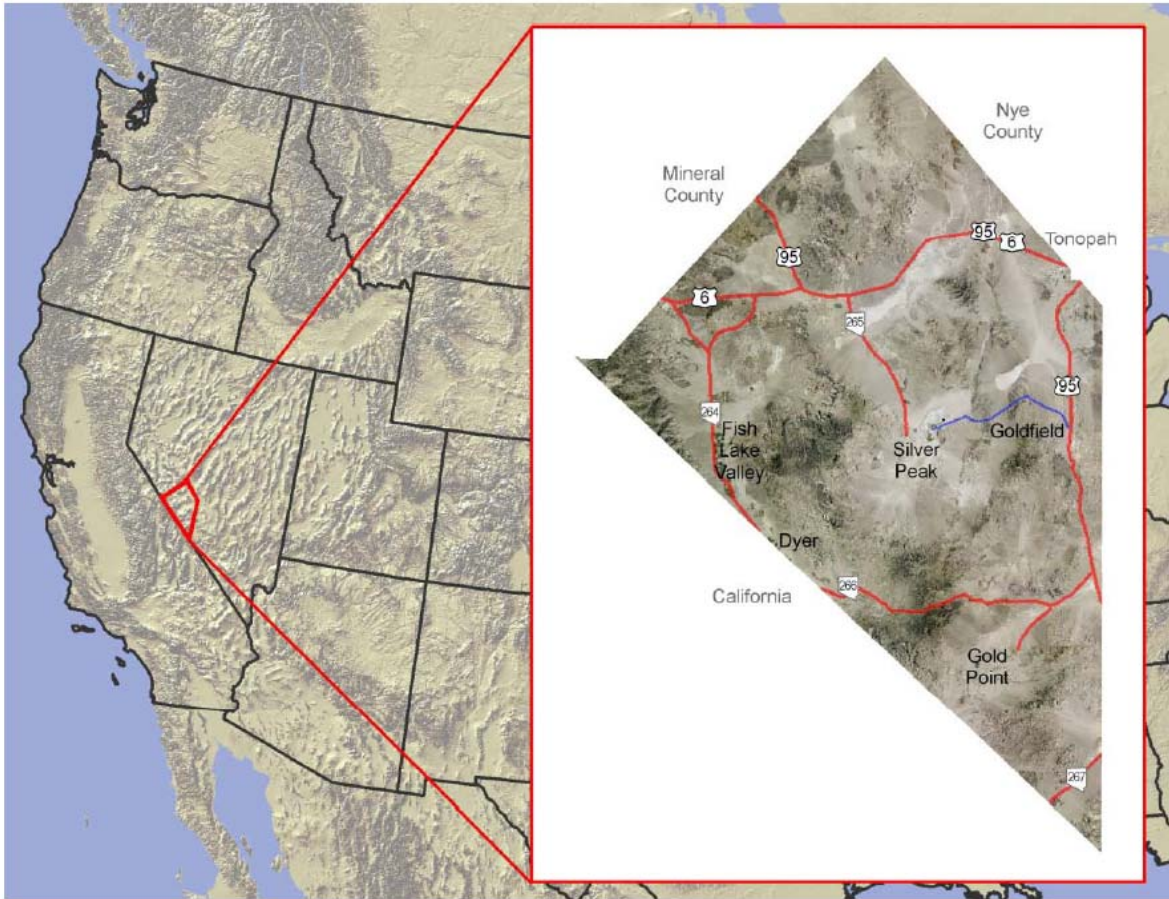 Nye
County
Mineral
County
95
6
Tonopah
95
6
265
95
264
Fish
Lake
Valley
Silver
Peak
Goldfield
Dyer
California
266
Gold
Point
267